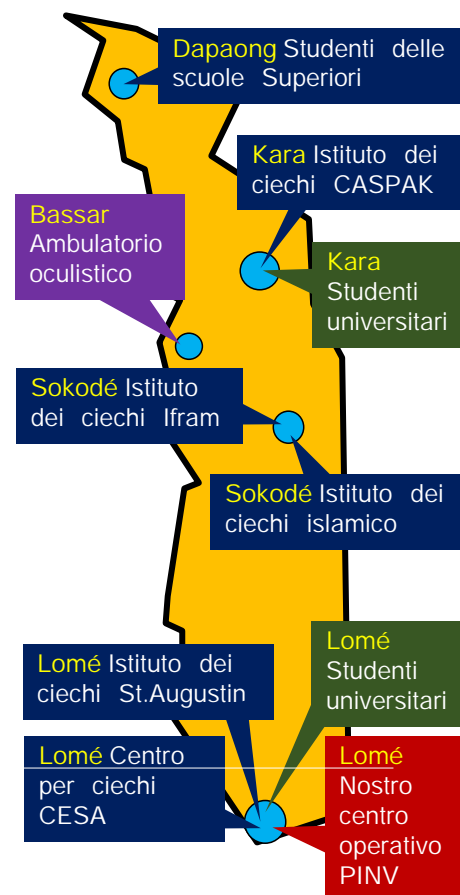 Dapaong Studenti delle
scuole Superiori
Kara Istituto dei
ciechi CASPAK
Bassar
Ambulatorio
oculistico
Kara
Studenti
universitari
Sokodé Istituto
dei ciechi Ifram
Sokodé Istituto dei
ciechi islamico
Lomé Istituto dei
ciechi St.Augustin
Lomé
Studenti
universitari
Lomé Centro
per ciechi
CESA
Lomé
Nostro
centro
operativo
PINV